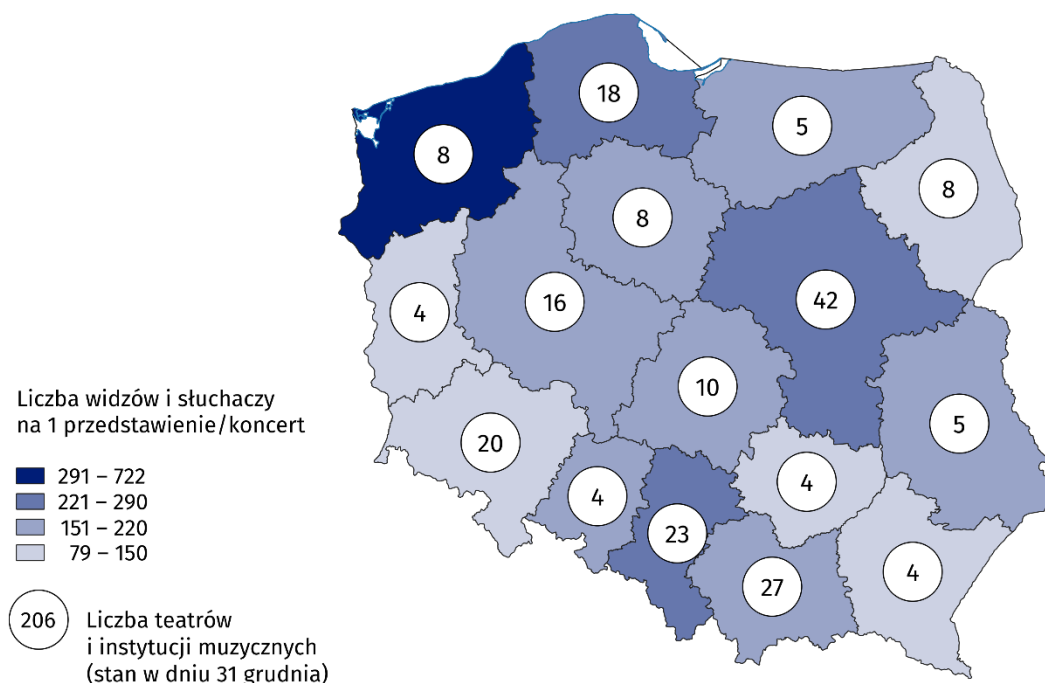 18
5
8
8
8
42
4
16
10
5
20
4
4
23
27
4
Liczba widzów i słuchaczy
na 1 przedstawienie/koncert
291 – 722
221 – 290
151 – 220
79 – 150
206
Liczba teatrów
i instytucji muzycznych
(stan w dniu 31 grudnia)